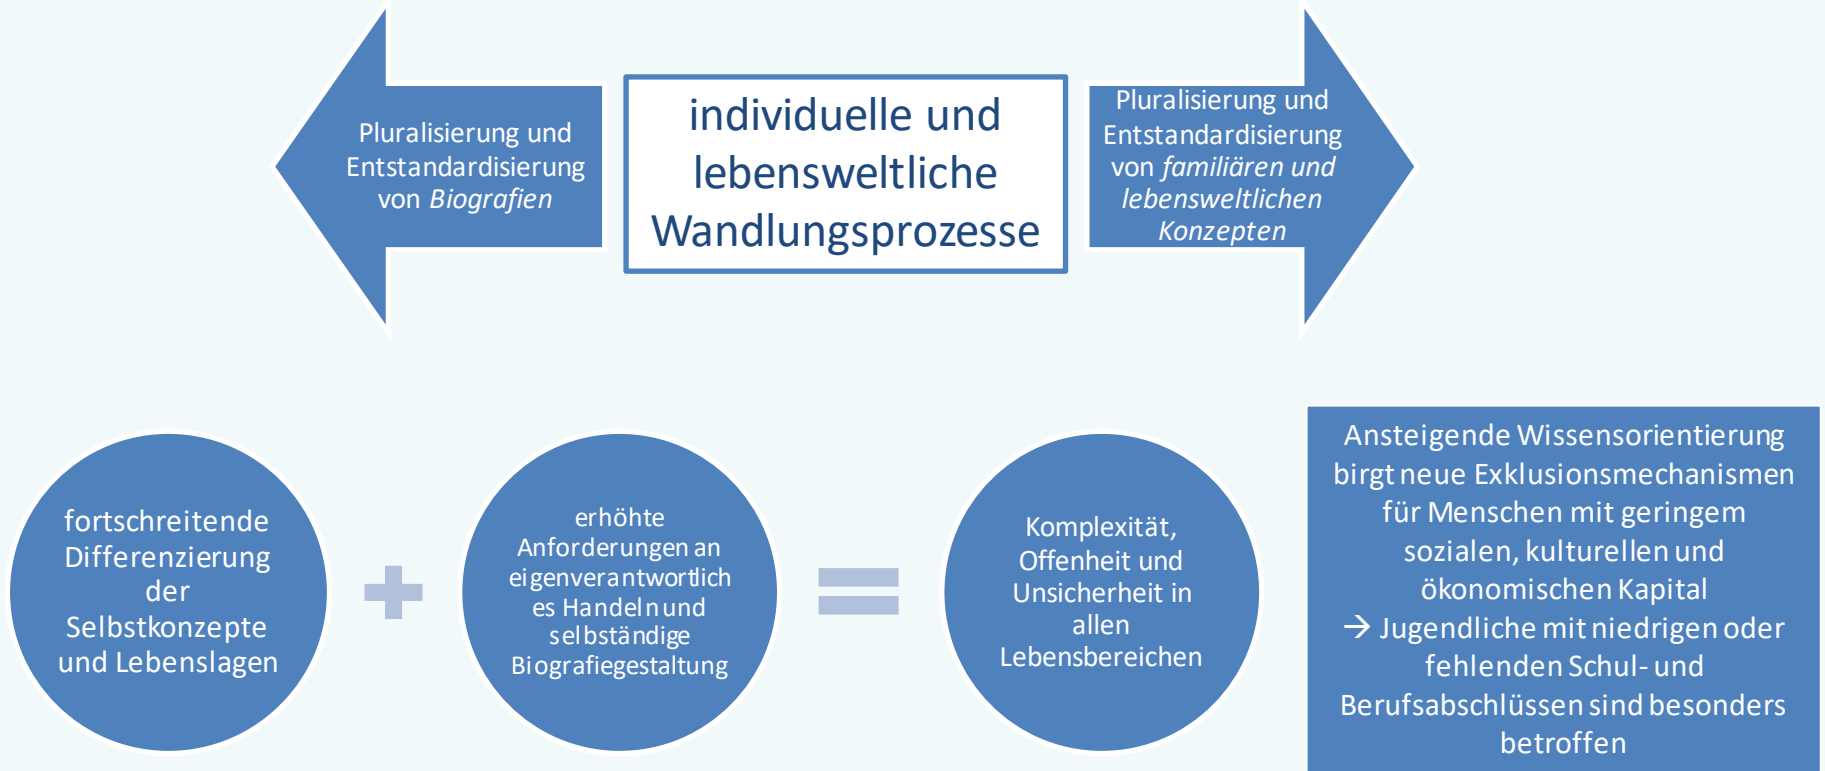 Pluralisierung und
Entstandardisierung
von Biografien
individuelle und
lebensweltliche
Wandlungsprozesse
Pluralisierung und
Entstandardisierung
von familiären und
lebensweltlichen
Konzepten
fortschreitende
Differenzierung
der
Selbstkonzepte
und Lebenslagen
erhöhte
Anforderungen an
eigenverantwortlich
es Handeln und
selbständige
Biografiegestaltung
Komplexität,
Offenheit und
Unsicherheit in
allen
Lebensbereichen
Ansteigende Wissensorientierung
birgt neue Exklusionsmechanismen
für Menschen mit geringem
sozialen, kulturellen und
ökonomischen Kapital
→ Jugendliche mit niedrigen oder
fehlenden Schul- und
Berufsabschlüssen sind besonders
betroffen